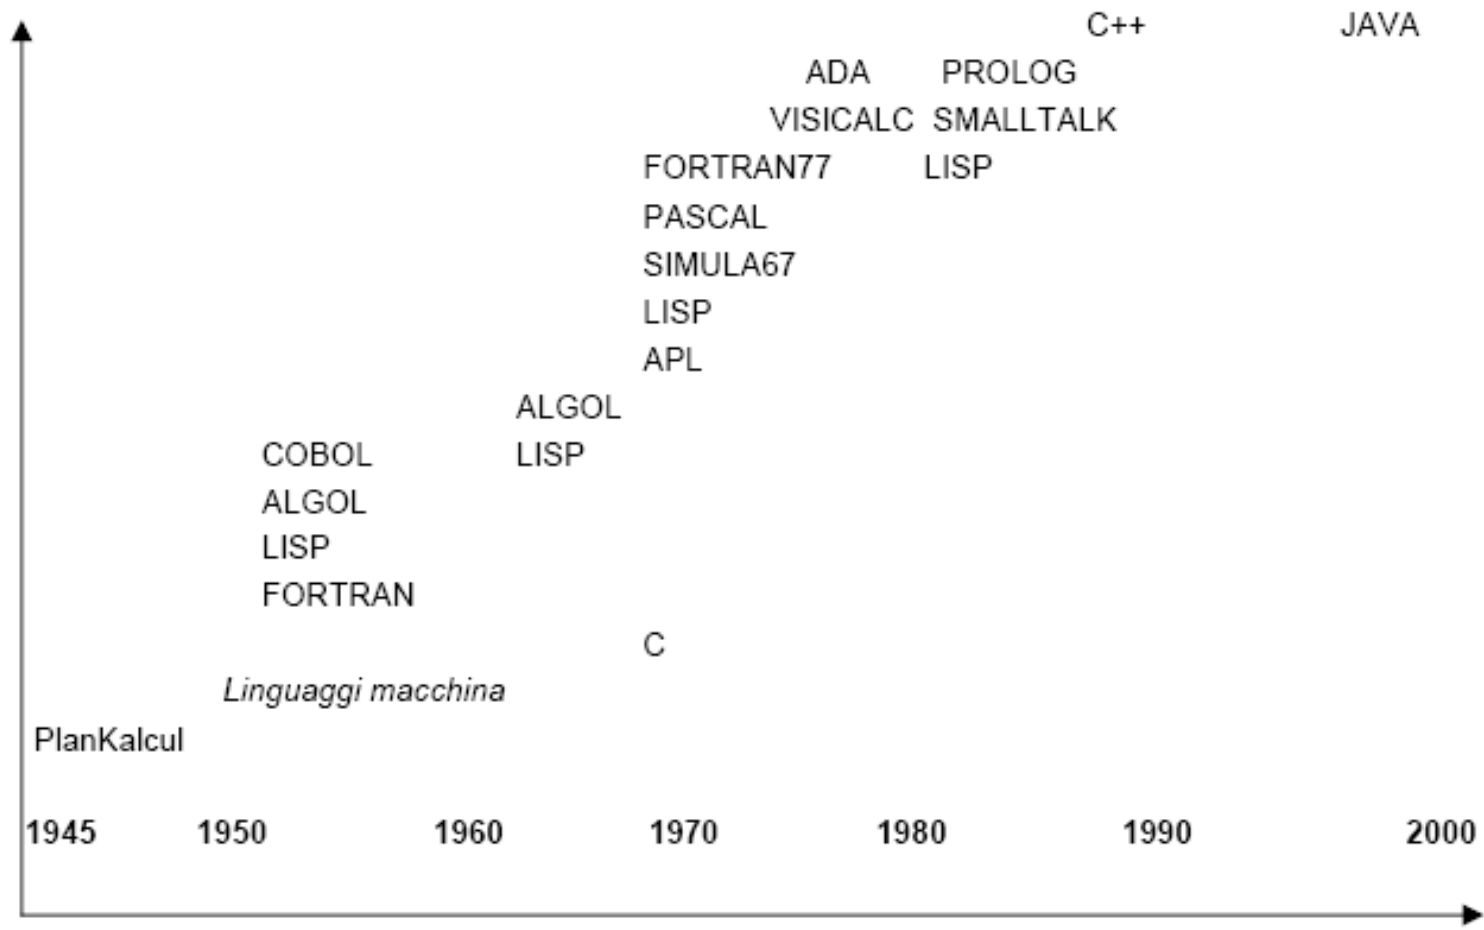 C++ JAVA
ADA PROLOG
VISICALC SMALLTALK
FORTRAN77 LISP
PASCAL
SIMULA67
LISP
APL
ALGOL
COBOL LISP
ALGOL
LISP
FORTRAN
C
Linguaggi macchina
PlanKalcul
1945 1950 1960 1970 1980 1990 2000